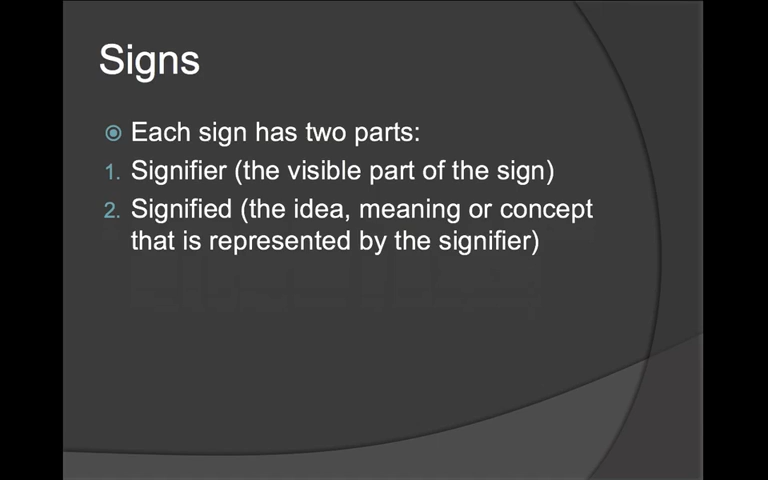 Signs
Each sign has two parts:
1. Signifier (the visible part of the sign)
2. Signified (the idea, meaning or concept
that is represented by the signifier)